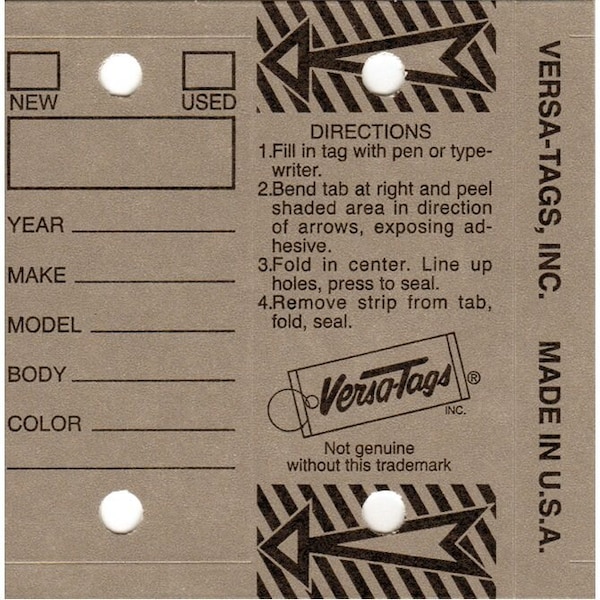 NEW USED
YEAR
MAKE
MODEL
BODY
COLOR
DIRECTIONS
1.Fill in tag with pen or type-
writer.
2.Bend tab at right and peel
shaded area in direction
of arrows, exposing ad-
hesive.
3.Fold in center. Line up
holes, press to seal.
4.Remove strip from tab,
fold, seal.
Versa-Tags ®
INC.
Not genuine
without this trademark
VERSA-TAGS, INC. MADE IN U.S.A.